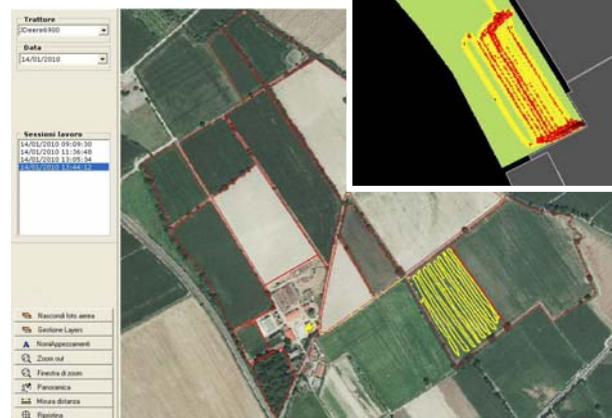 Trattore
JDeere6900
Data
14/01/2010
Sessioni lavoro
14/01/2010 09:09:30
14/01/2010 11:36:48
14/01/2010 13:05:34
14/01/2010 13:44:12
Nascondi foto aerea
Gestione Layers
A NomiAppezzamenti
Zoom out
Finestra di zoom
Panoramica
Misura distanza
Ripristina